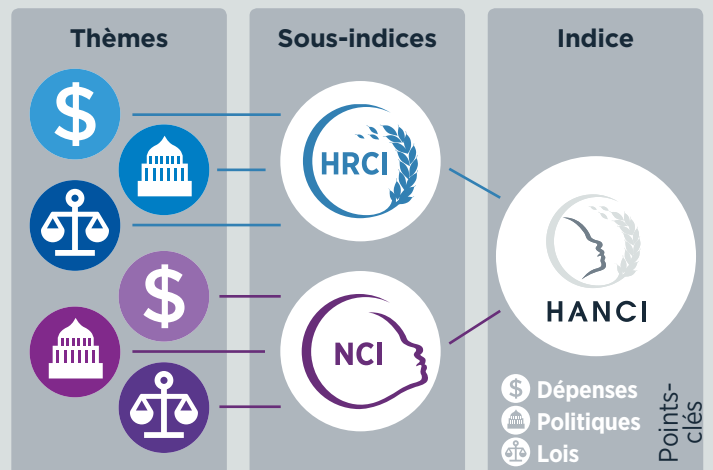 Thèmes
Sous-indices
Indice
$
HRCI
$
NCI
HANCI
$ Dépenses
Politiques
Lois
Points-
clés